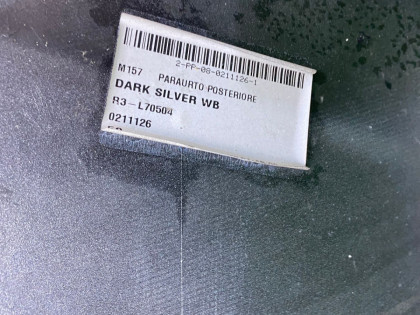 2-PF-08-0211126-1
M157 PARAURTO POSTERIORE
DARK SILVER WB
R3-L70504
0211126